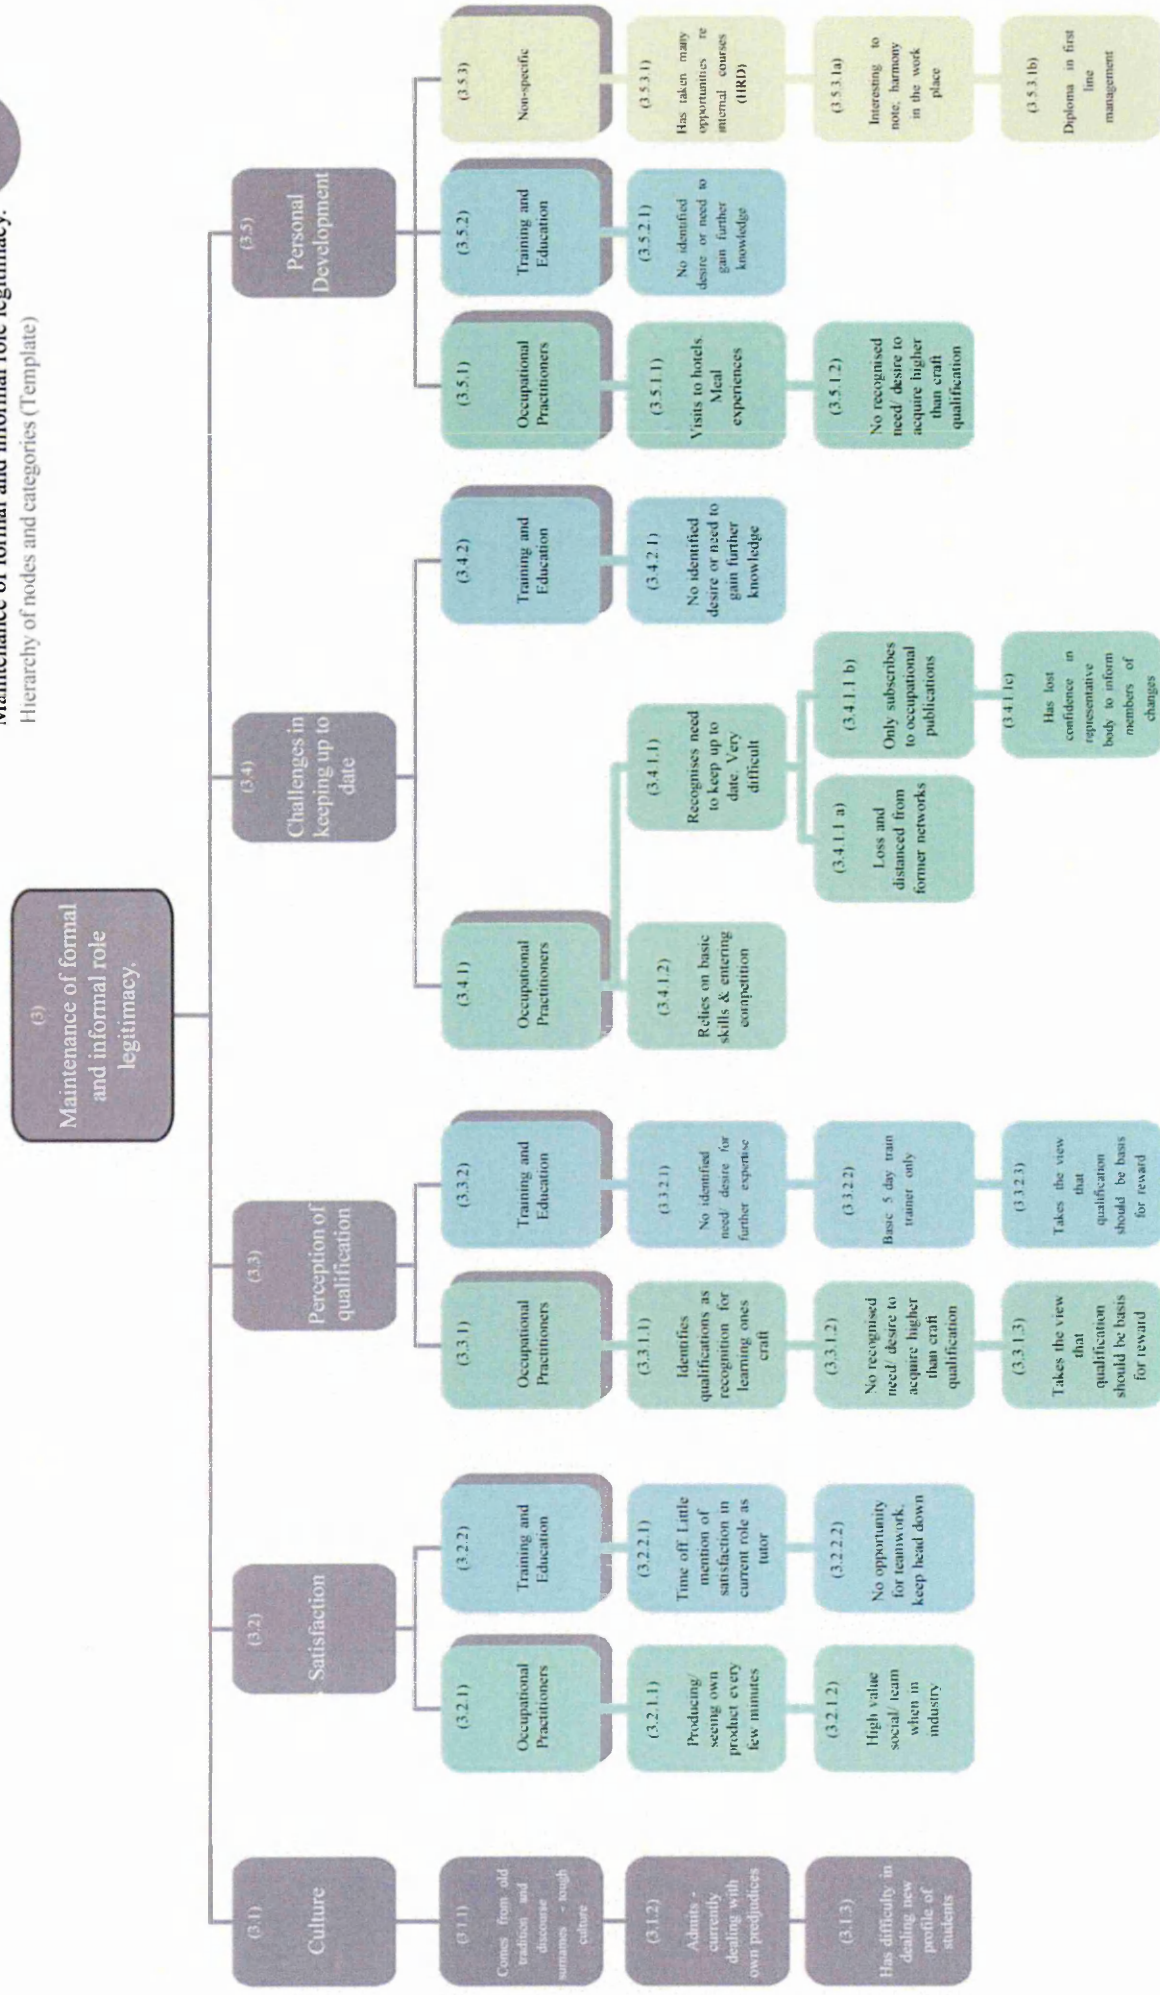 Maintenance of formal and informal role legitimacy.
Hierarchy of nodes and categories (Template)
(3)
Maintenance of formal
and informal role
legitimacy.
(3.1)
Culture
(3.1.1)
Comes from old
tradition and
discourse
surnames - tough
culture
(3.1.2)
Admits -
currently
dealing with
own predjudices
(3.1.3)
Has difficulty in
dealing new
profile of
students
(3.2)
Satisfaction
(3.2.1)
Occupational
Practitioners
(3.2.1.1)
Producing/
seeing own
product every
few minutes
(3.2.1.2)
High value
social/ team
when in
industry
(3.2.2)
Training and
Education
(3.2.2.1)
Time off. Little
mention of
satisfaction in
current role as
tutor
(3.2.2.2)
No opportunity
for teamwork,
keep head down
(3.3)
Perception of
qualification
(3.3.1)
Occupational
Practitioners
(3.3.1.1)
Identifies
qualifications as
recognition for
learning ones
craft
(3.3.1.2)
No recognised
need/ desire to
acquire higher
than craft
qualification
(3.3.1.3)
Takes the view
that
qualification
should be basis
for reward
(3.3.2)
Training and
Education
(3.3.2.1)
No identified
need/ desire for
further expertise
(3.3.2.2)
Basic 5 day train
trainer only
(3.3.2.3)
Takes the view
that
qualification
should be basis
for reward
(3.4)
Challenges in
keeping up to
date
(3.4.1)
Occupational
Practitioners
(3.4.1.2)
Relies on basic
skills & entering
competition
(3.4.1.1)
Recognises need
to keep up to
date. Very
difficult
(3.4.1.1 a)
Loss and
distanced from
former networks
(3.4.1.1 b)
Only subscribes
to occupational
publications
(3.4.1.1c)
Has lost
confidence in
representative
body to inform
members of
changes
(3.4.2)
Training and
Education
(3.4.2.1)
No identified
desire or need to
gain further
knowledge
(3.5)
Personal
Development
(3.5.1)
Occupational
Practitioners
(3.5.1.1)
Visits to hotels.
Meal
experiences
(3.5.1.2)
No recognised
need/ desire to
acquire higher
than craft
qualification
(3.5.2)
Training and
Education
(3.5.2.1)
No identified
desire or need to
gain further
knowledge
(3.5.3)
Non-specific
(3.5.3.1)
Has taken many
opportunities re
internal courses
(HRD)
(3.5.3.1a)
Interesting to
note; harmony
in the work
place
(3.5.3.1b)
Diploma in first
line
management